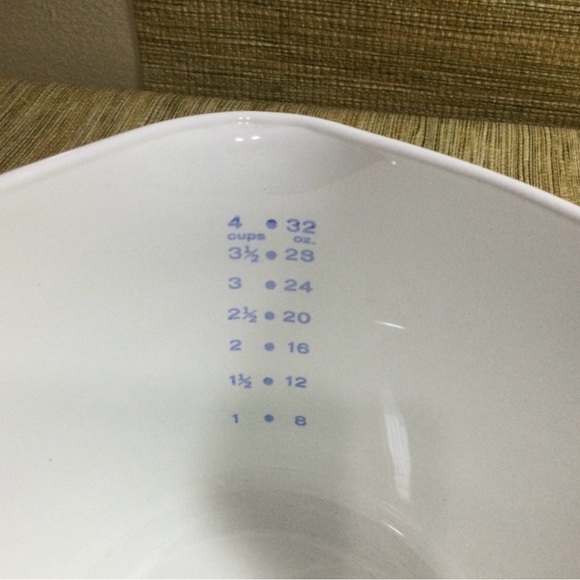 4 • 32
cups oz.
3½ • 28
3 • 24
2½ • 20
2 • 16
1½ • 12
1 • 8